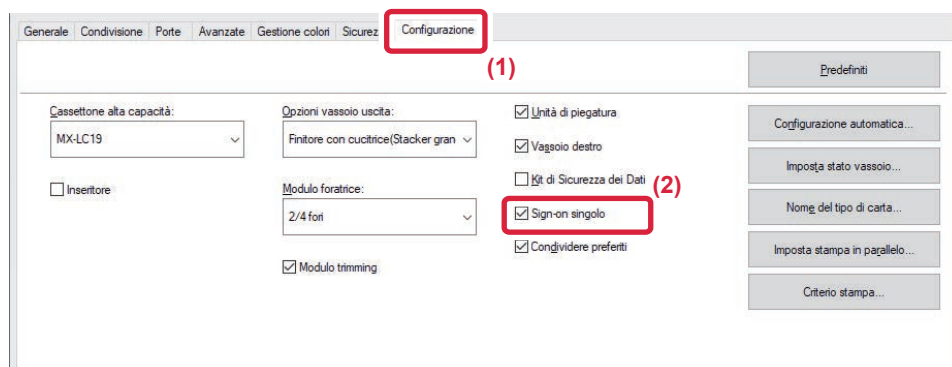 Generale Condivisione Porte Avanzate Gestione colori Sicurez Configurazione
(1)
Predefiniti
Cassettone alta capacità:
MX-LC19
Inseritore
Opzioni vassoio uscita:
Finitore con cucitrice(Stacker gran
Modulo foratrice:
2/4 fori
Modulo trimming
Unità di piegatura
Vassoio destro
Kit di Sicurezza dei Dati
(2)
Sign-on singolo
Condividere preferiti
Configurazione automatica...
Imposta stato vassoio...
Nome del tipo di carta...
Imposta stampa in parallelo...
Criterio stampa...